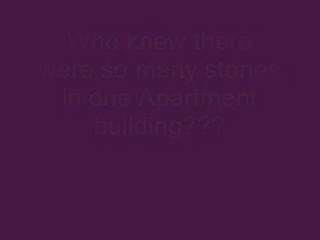 Who knew there
were so many stories
in one Apartment
building???